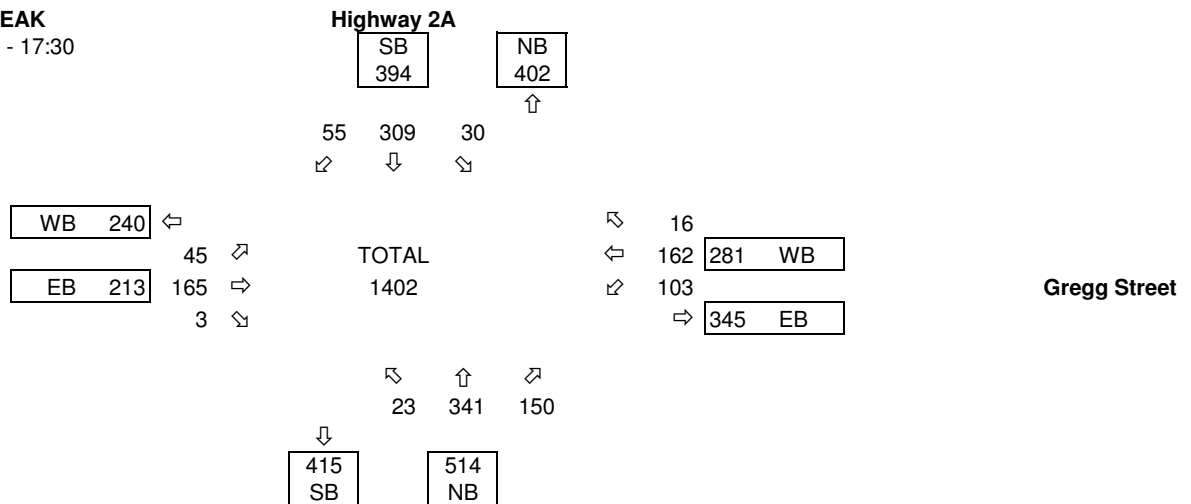 EAK Highway 2A
- 17:30 SB NB
394 402
⇧
55 309 30
⬃ ⇩ ⬂
WB 240 ⇦ ⬁ 16
45 ⬀ TOTAL ⇦ 162 281 WB
EB 213 165 ⇨ 1402 ⬃ 103 Gregg Street
3 ⬂ ⇨ 345 EB
⬁ ⇧ ⬀
23 341 150
⇩
415 514
SB NB